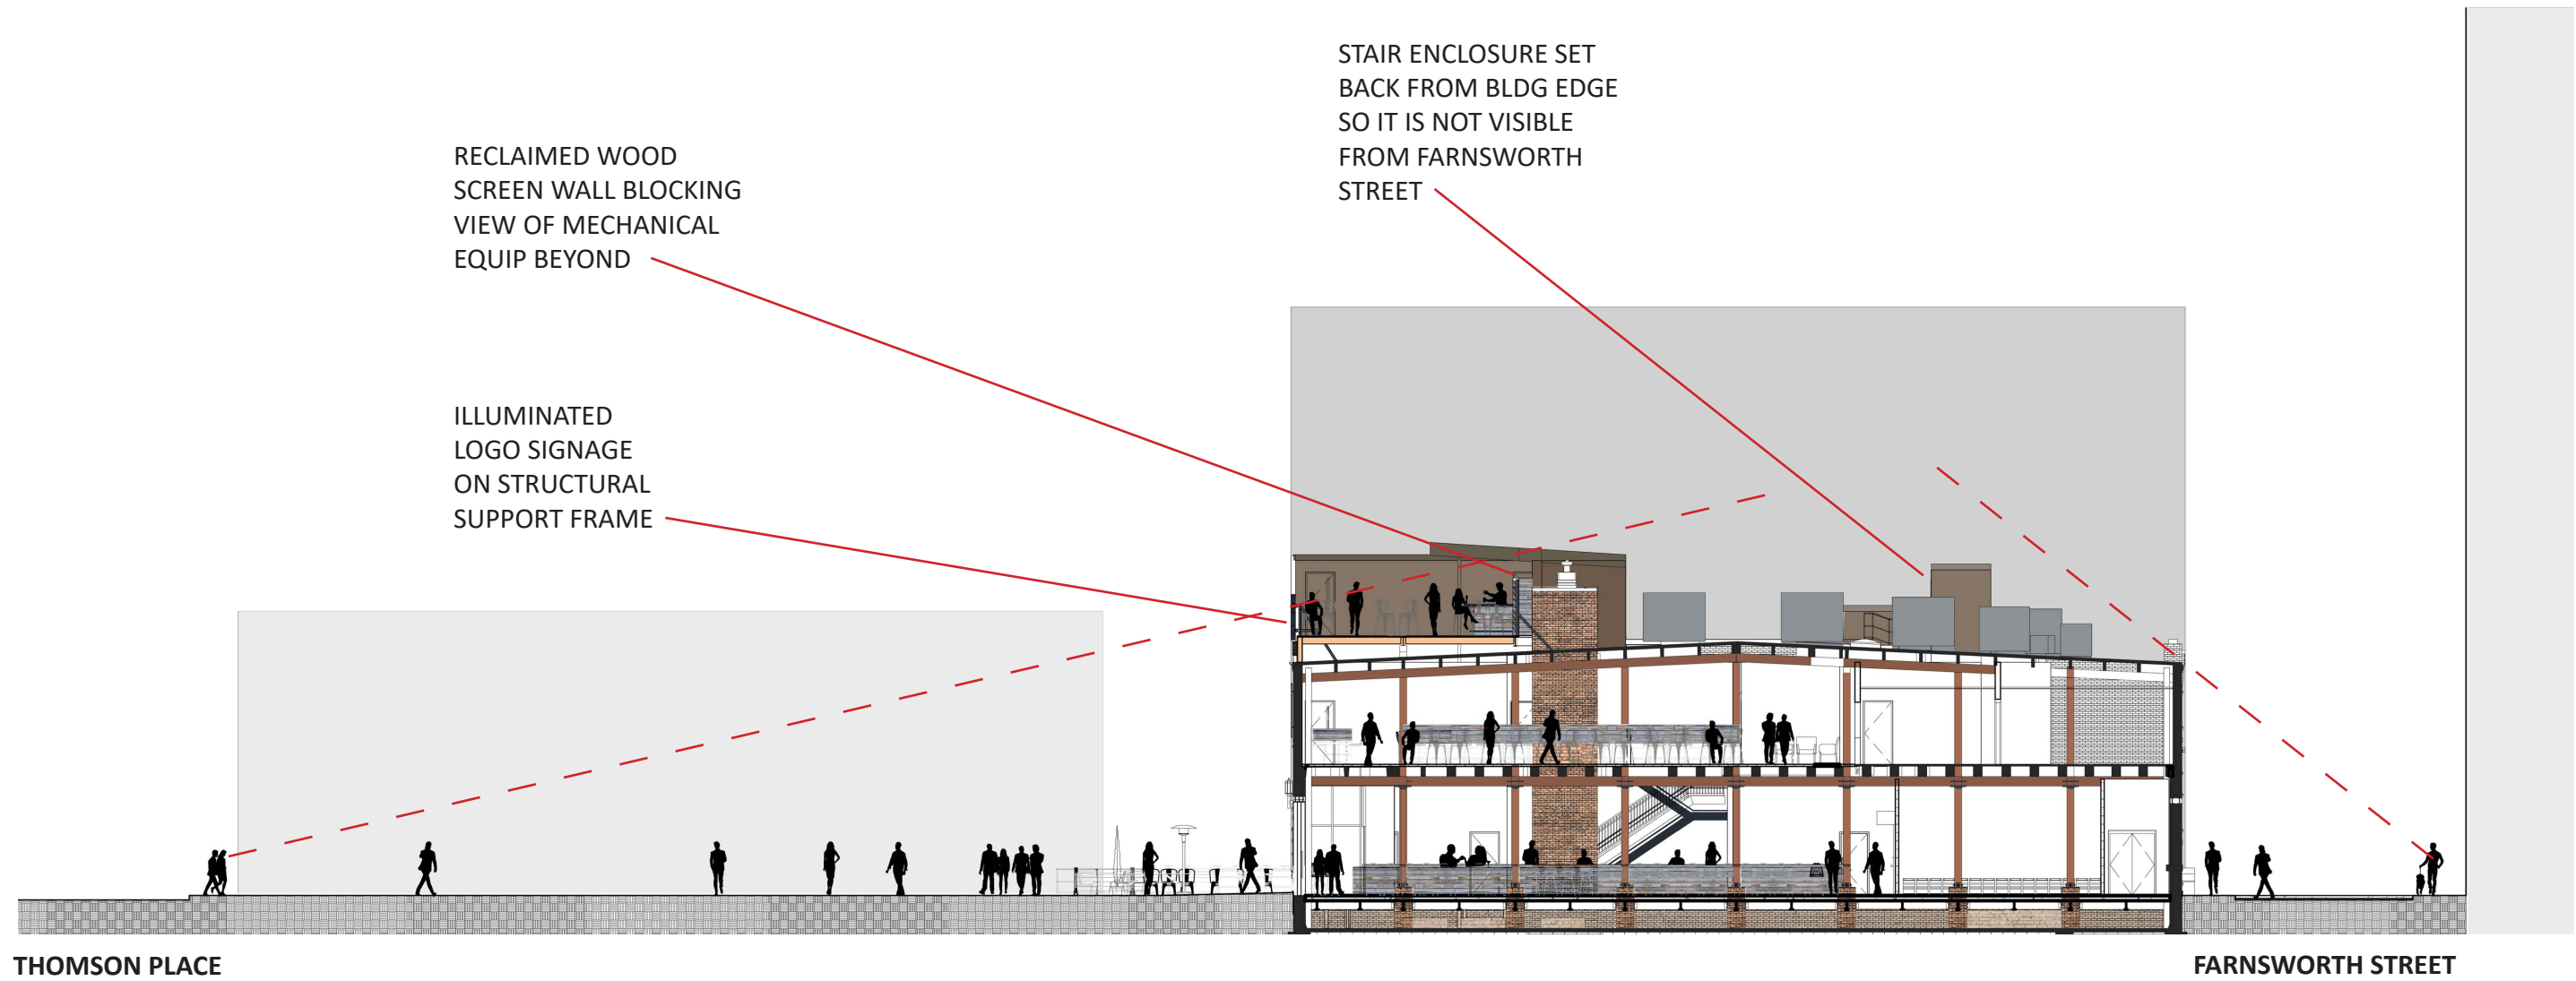 STAIR ENCLOSURE SET
BACK FROM BLDG EDGE
SO IT IS NOT VISIBLE
FROM FARNSWORTH
STREET
RECLAIMED WOOD
SCREEN WALL BLOCKING
VIEW OF MECHANICAL
EQUIP BEYOND
ILLUMINATED
LOGO SIGNAGE
ON STRUCTURAL
SUPPORT FRAME
THOMSON PLACE
FARNSWORTH STREET